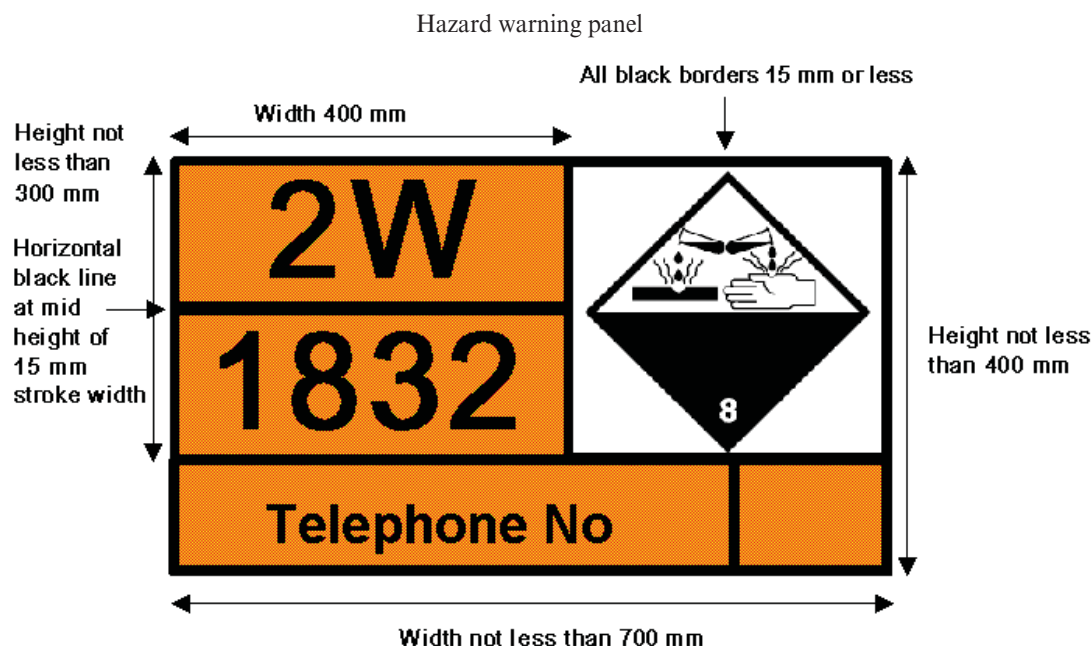 Hazard warning panel
All black borders 15 mm or less
Width 400 mm
Height not
less than
300 mm
Horizontal
black line
at mid
height of
15 mm
stroke width
2W
1832
8
Height not less
than 400 mm
Telephone No
Width not less than 700 mm